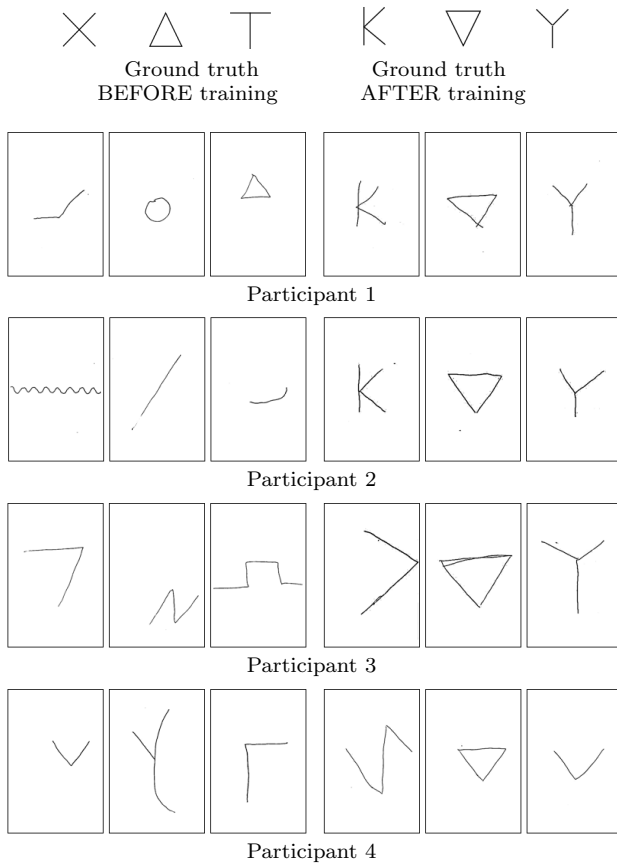 X △ T K ▽ Y
Ground truth BEFORE training
Ground truth AFTER training
Participant 1
Participant 2
Participant 3
Participant 4